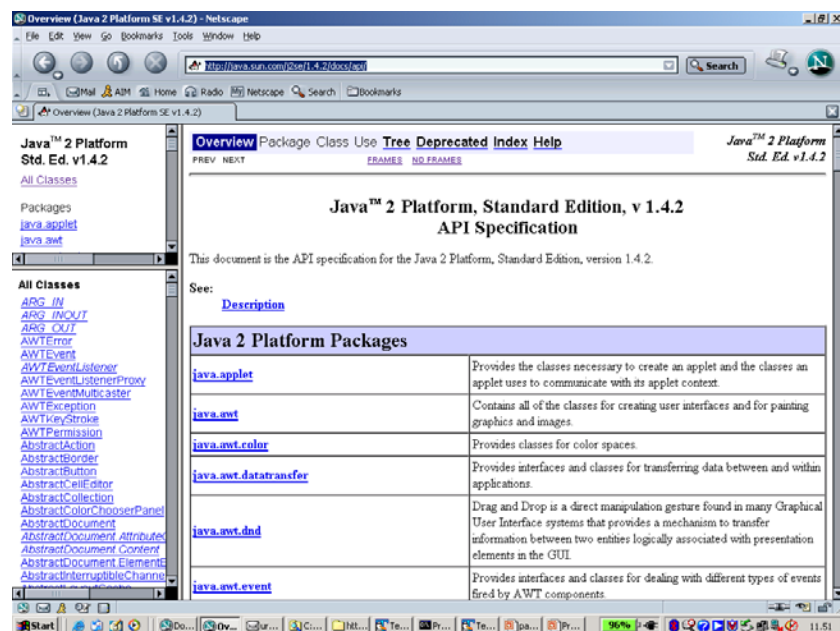 Overview (Java 2 Platform SE v1.4.2) - Netscape
File Edit View Go Bookmarks Tools Window Help
http://java.sun.com/j2se/1.4.2/docs/api/
Search
N
Mail AIM Home Radio Netscape Search Bookmarks
Overview (Java 2 Platform SE v1.4.2)
Java™ 2 Platform
Std. Ed. v1.4.2
All Classes
Packages
java.applet
java.awt
All Classes
ARG_IN
ARG_INOUT
ARG_OUT
AWTError
AWTEvent
AWTEventListener
AWTEventListenerProxy
AWTEventMulticaster
AWTException
AWTKeyStroke
AWTPermission
AbstractAction
AbstractBorder
AbstractButton
AbstractCellEditor
AbstractCollection
AbstractColorChooserPanel
AbstractDocument
AbstractDocument.AttributeC
AbstractDocument.Content
AbstractDocument.ElementE
AbstractInterruptibleChanne
Overview Package Class Use Tree Deprecated Index Help
PREV NEXT FRAMES NO FRAMES
Java™ 2 Platform
Std. Ed. v1.4.2
Java™ 2 Platform, Standard Edition, v 1.4.2
API Specification
This document is the API specification for the Java 2 Platform, Standard Edition, version 1.4.2.
See:
Description
Java 2 Platform Packages
java.applet
Provides the classes necessary to create an applet and the classes an
applet uses to communicate with its applet context.
java.awt
Contains all of the classes for creating user interfaces and for painting
graphics and images.
java.awt.color
Provides classes for color spaces.
java.awt.datatransfer
Provides interfaces and classes for transferring data between and within
applications.
java.awt.dnd
Drag and Drop is a direct manipulation gesture found in many Graphical
User Interface systems that provides a mechanism to transfer
information between two entities logically associated with presentation
elements in the GUI.
java.awt.event
Provides interfaces and classes for dealing with different types of events
fired by AWT components.
Start Do... Ov... ur... C:... htt... Te... Pr... Te... pa... Pr... 96% 11.51